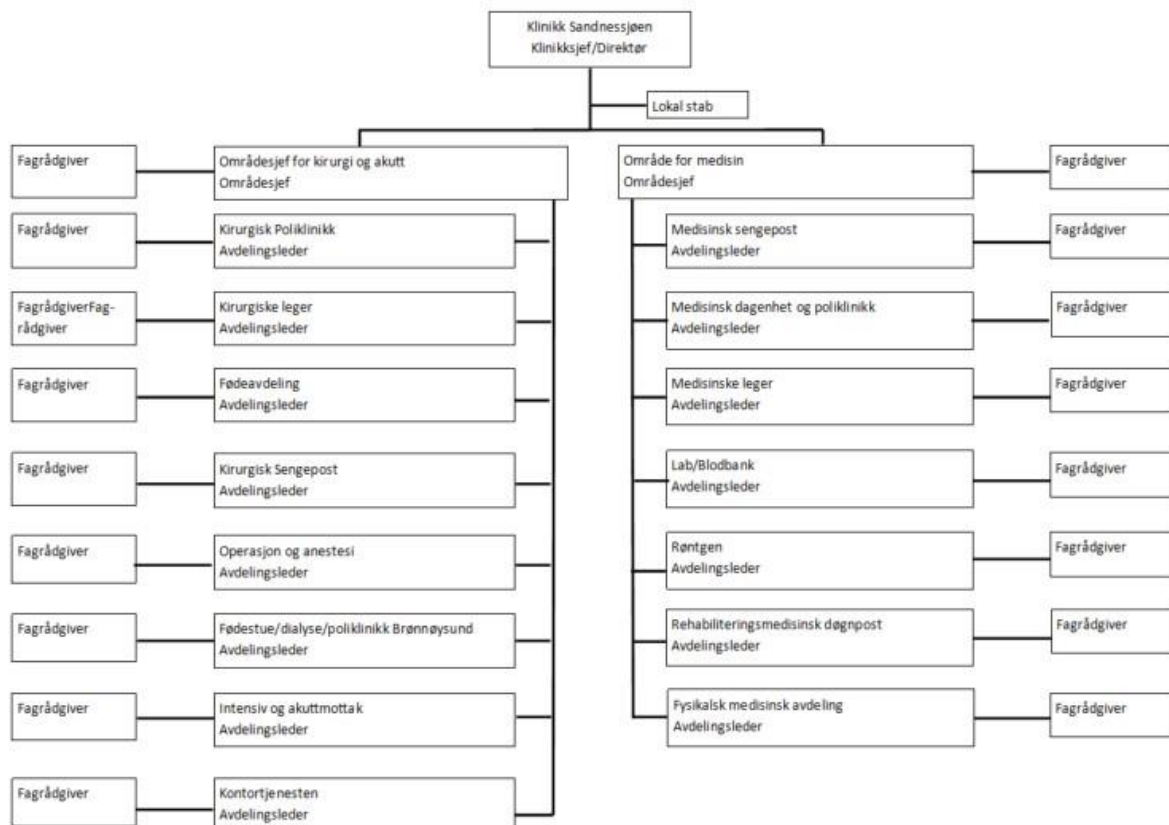 Klinikk Sandnessjøen
Klinikksjef/Direktør
Lokal stab
Fagrådgiver
Områdesjef for kirurgi og akutt
Områdesjef
Område for medisin
Områdesjef
Fagrådgiver
Fagrådgiver
Kirurgisk Poliklinikk
Avdelingsleder
Medisinsk sengepost
Avdelingsleder
Fagrådgiver
FagrådgiverFag-
rådgiver
Kirurgiske leger
Avdelingsleder
Medisinsk dagenhet og poliklinikk
Avdelingsleder
Fagrådgiver
Fagrådgiver
Fødeavdeling
Avdelingsleder
Medisinske leger
Avdelingsleder
Fagrådgiver
Fagrådgiver
Kirurgisk Sengepost
Avdelingsleder
Lab/Blodbank
Avdelingsleder
Fagrådgiver
Fagrådgiver
Operasjon og anestesi
Avdelingsleder
Røntgen
Avdelingsleder
Fagrådgiver
Fagrådgiver
Fødestue/dialyse/poliklinikk Brønnøysund
Avdelingsleder
Rehabiliteringsmedisinsk døgnpost
Avdelingsleder
Fagrådgiver
Fagrådgiver
Intensiv og akuttmottak
Avdelingsleder
Fysikalsk medisinsk avdeling
Avdelingsleder
Fagrådgiver
Fagrådgiver
Kontortjenesten
Avdelingsleder